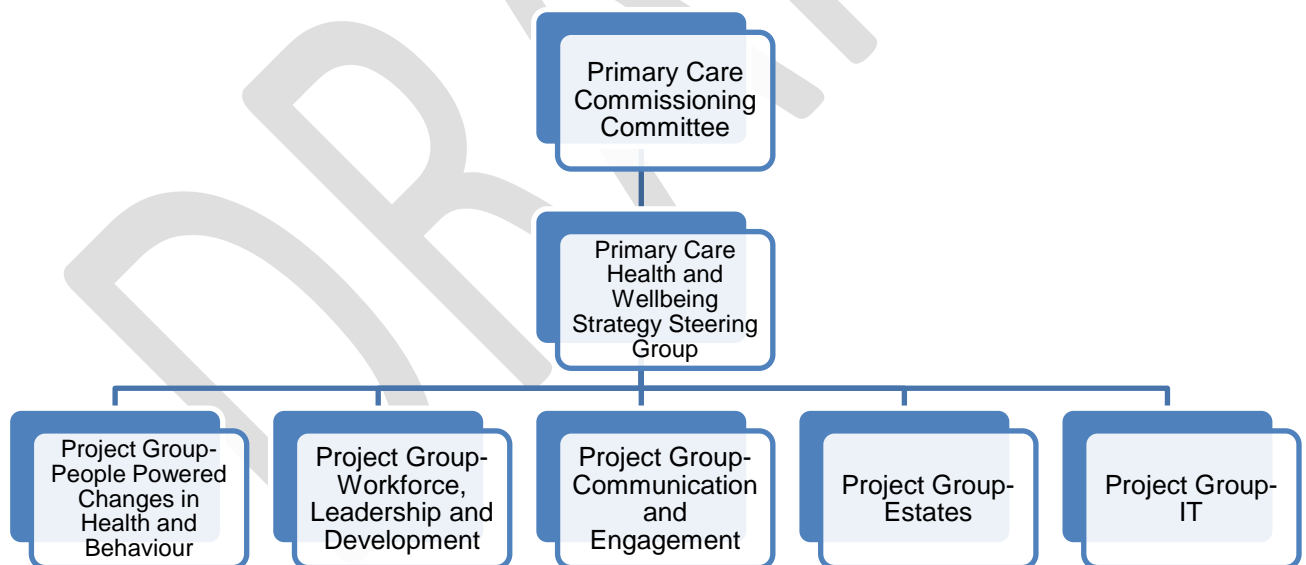 Primary Care
Commissioning
Committee
Primary Care
Health and
Wellbeing
Strategy Steering
Group
Project Group-
People Powered
Changes in
Health and
Behaviour
Project Group-
Workforce,
Leadership and
Development
Project Group-
Communication
and
Engagement
Project Group-
Estates
Project Group-
IT